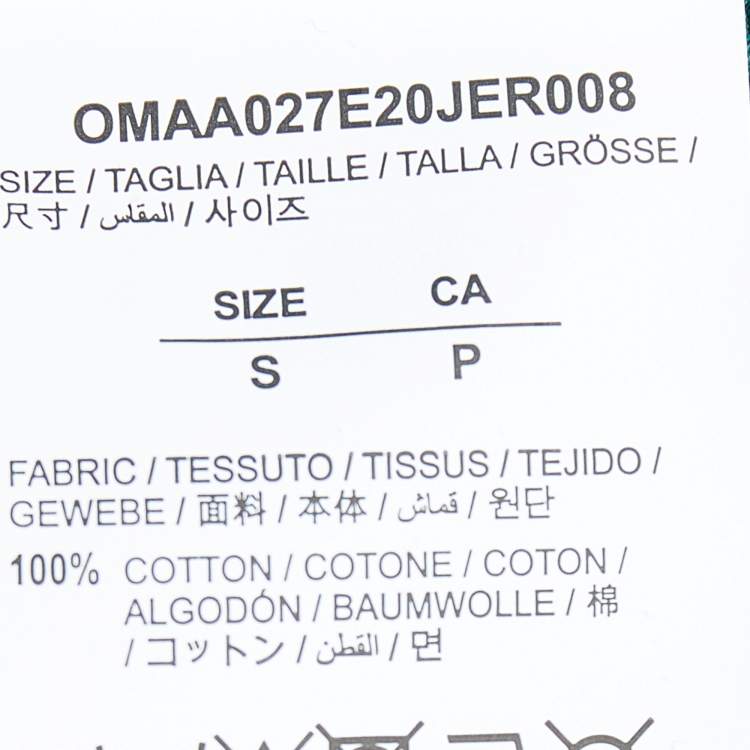 OMAA027E20JER008
SIZE / TAGLIA / TAILLE / TALLA / GRÖSSE /
尺寸 / المقاس / 사이즈
SIZE CA
S P
FABRIC / TESSUTO / TISSUS / TEJIDO /
GEWEBE / 面料 / 本体 / قماش / 원단
100% COTTON / COTONE / COTON /
ALGODÓN / BAUMWOLLE / 棉
/ コットン / القطن / 면